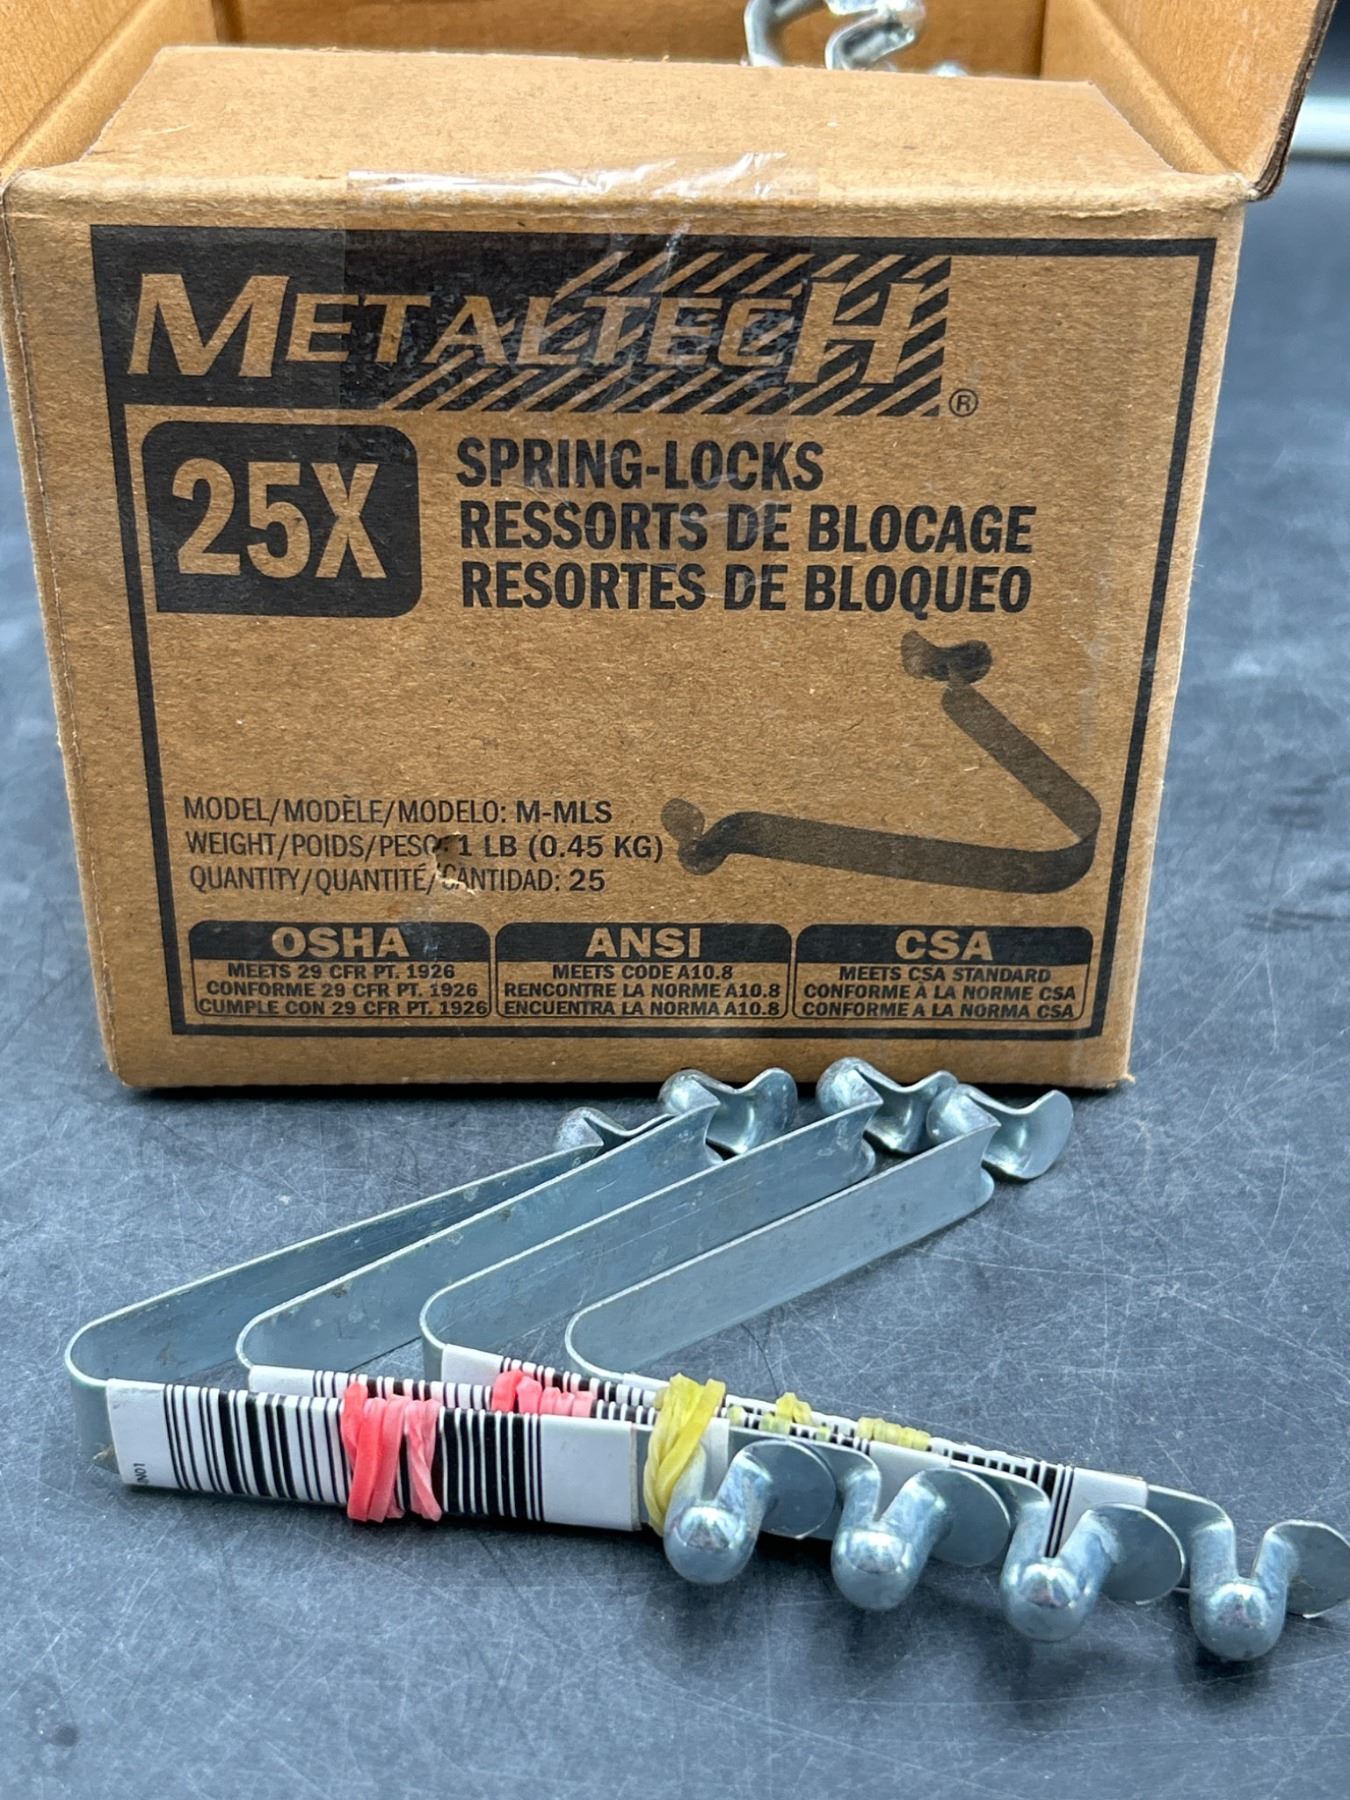 METALTECH®
25X
SPRING-LOCKS
RESSORTS DE BLOCAGE
RESORTES DE BLOQUEO
MODEL/MODÈLE/MODELO: M-MLS
WEIGHT/POIDS/PESO: 1 LB (0.45 KG)
QUANTITY/QUANTITÉ/CANTIDAD: 25
OSHA
MEETS 29 CFR PT. 1926
CONFORME 29 CFR PT. 1926
CUMPLE CON 29 CFR PT. 1926
ANSI
MEETS CODE A10.8
RENCONTRE LA NORME A10.8
ENCUENTRA LA NORMA A10.8
CSA
MEETS CSA STANDARD
CONFORME À LA NORME CSA
CONFORME A LA NORMA CSA